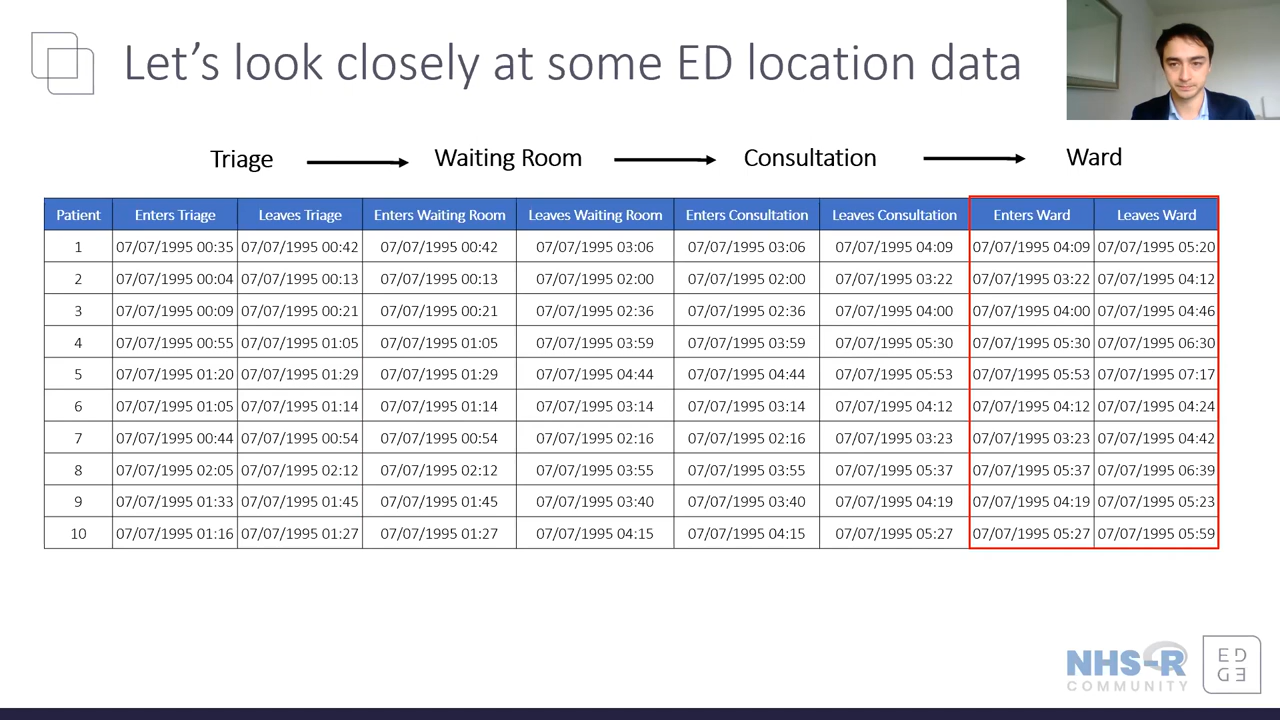 Let's look closely at some ED location data
Triage Waiting Room Consultation Ward
Patient Enters Triage Leaves Triage Enters Waiting Room Leaves Waiting Room Enters Consultation Leaves Consultation Enters Ward Leaves Ward
1 07/07/1995 00:35 07/07/1995 00:42 07/07/1995 00:42 07/07/1995 03:06 07/07/1995 03:06 07/07/1995 04:09 07/07/1995 04:09 07/07/1995 05:20
2 07/07/1995 00:04 07/07/1995 00:13 07/07/1995 00:13 07/07/1995 02:00 07/07/1995 02:00 07/07/1995 03:22 07/07/1995 03:22 07/07/1995 04:12
3 07/07/1995 00:09 07/07/1995 00:21 07/07/1995 00:21 07/07/1995 02:36 07/07/1995 02:36 07/07/1995 04:00 07/07/1995 04:00 07/07/1995 04:46
4 07/07/1995 00:55 07/07/1995 01:05 07/07/1995 01:05 07/07/1995 03:59 07/07/1995 03:59 07/07/1995 05:30 07/07/1995 05:30 07/07/1995 06:30
5 07/07/1995 01:20 07/07/1995 01:29 07/07/1995 01:29 07/07/1995 04:44 07/07/1995 04:44 07/07/1995 05:53 07/07/1995 05:53 07/07/1995 07:17
6 07/07/1995 01:05 07/07/1995 01:14 07/07/1995 01:14 07/07/1995 03:14 07/07/1995 03:14 07/07/1995 04:12 07/07/1995 04:12 07/07/1995 04:24
7 07/07/1995 00:44 07/07/1995 00:54 07/07/1995 00:54 07/07/1995 02:16 07/07/1995 02:16 07/07/1995 03:23 07/07/1995 03:23 07/07/1995 04:42
8 07/07/1995 02:05 07/07/1995 02:12 07/07/1995 02:12 07/07/1995 03:55 07/07/1995 03:55 07/07/1995 05:37 07/07/1995 05:37 07/07/1995 06:39
9 07/07/1995 01:33 07/07/1995 01:45 07/07/1995 01:45 07/07/1995 03:40 07/07/1995 03:40 07/07/1995 04:19 07/07/1995 04:19 07/07/1995 05:23
10 07/07/1995 01:16 07/07/1995 01:27 07/07/1995 01:27 07/07/1995 04:15 07/07/1995 04:15 07/07/1995 05:27 07/07/1995 05:27 07/07/1995 05:59
NHS-R
COMMUNITY
ED
GE